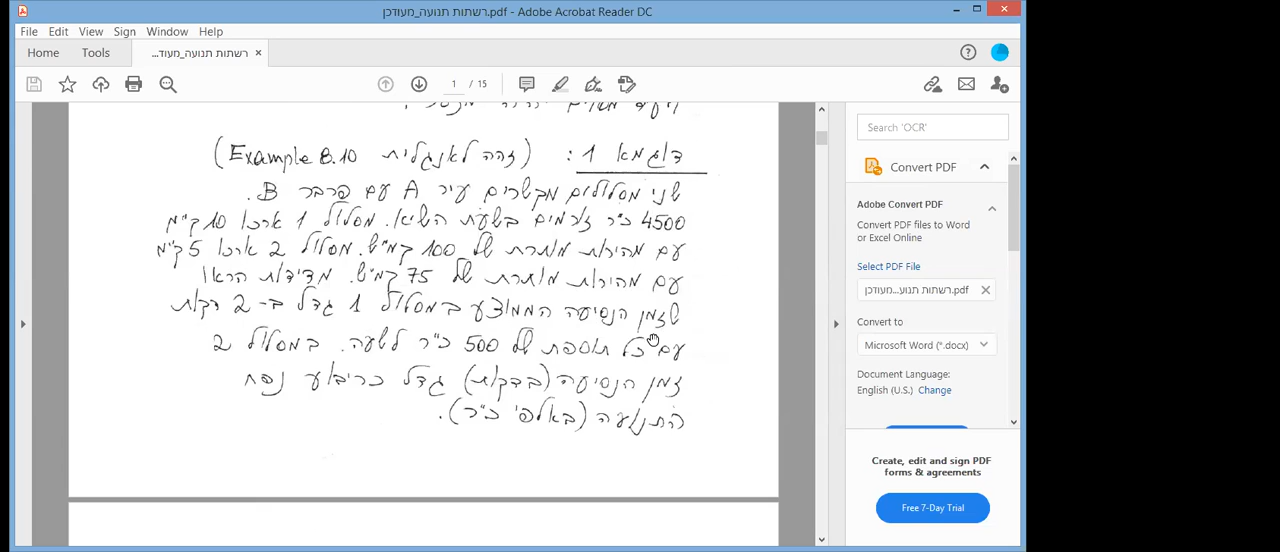 רשתות תנועה_מעודכן.pdf - Adobe Acrobat Reader DC
File Edit View Sign Window Help
Home Tools רשתות תנועה_מעוד... ×
1 / 15
דוגמא 1 : (זהה לאנגלית Example 8.10)
שני מסלולים מקשרים עיר A עם פרבר B.
4500 כ"ר זורמים בשעת השיא. מסלול 1 ארכו 10 ק"מ
עם מהירות מותרת של 100 קמ"ש. מסלול 2 ארכו 5 ק"מ
עם מהירות מותרת של 75 קמ"ש. מדידות הראו
שזמן הנסיעה הממוצע במסלול 1 גדל ב- 2 דקות
עם כל תוספת של 500 כ"ר לשעה. במסלול 2
זמן הנסיעה (בדקות) גדל כריבוע נפח
התנועה (באלפי כ"ר).
Search 'OCR'
Convert PDF
Adobe Convert PDF
Convert PDF files to Word
or Excel Online
Select PDF File
רשתות תנוע...מעודכן.pdf ×
Convert to
Microsoft Word (*.docx)
Document Language:
English (U.S.) Change
Create, edit and sign PDF
forms & agreements
Free 7-Day Trial